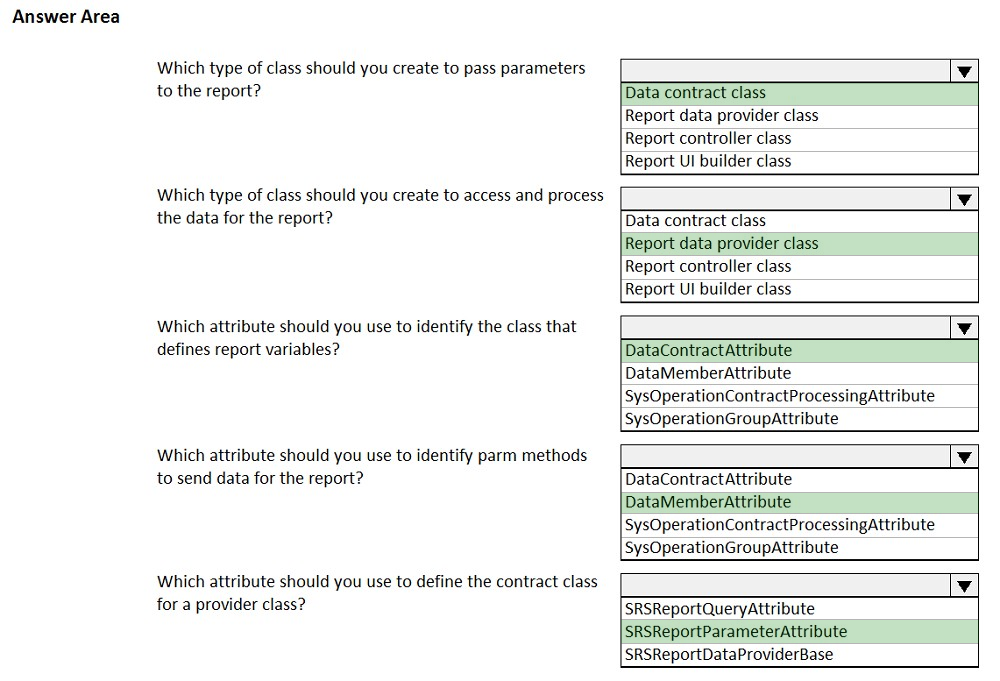 Answer Area
Which type of class should you create to pass parameters
to the report?
Data contract class
Report data provider class
Report controller class
Report UI builder class
Which type of class should you create to access and process
the data for the report?
Data contract class
Report data provider class
Report controller class
Report UI builder class
Which attribute should you use to identify the class that
defines report variables?
DataContractAttribute
DataMemberAttribute
SysOperationContractProcessingAttribute
SysOperationGroupAttribute
Which attribute should you use to identify parm methods
to send data for the report?
DataContractAttribute
DataMemberAttribute
SysOperationContractProcessingAttribute
SysOperationGroupAttribute
Which attribute should you use to define the contract class
for a provider class?
SRSReportQueryAttribute
SRSReportParameterAttribute
SRSReportDataProviderBase